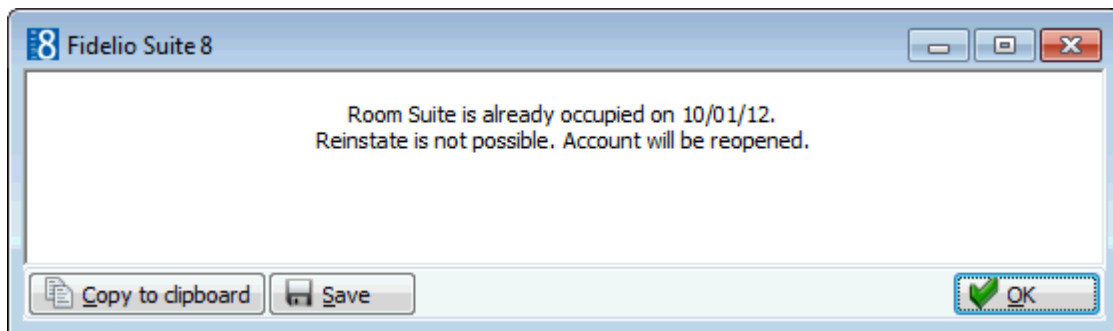 8 Fidelio Suite 8
Room Suite is already occupied on 10/01/12.
Reinstate is not possible. Account will be reopened.
Copy to clipboard Save OK